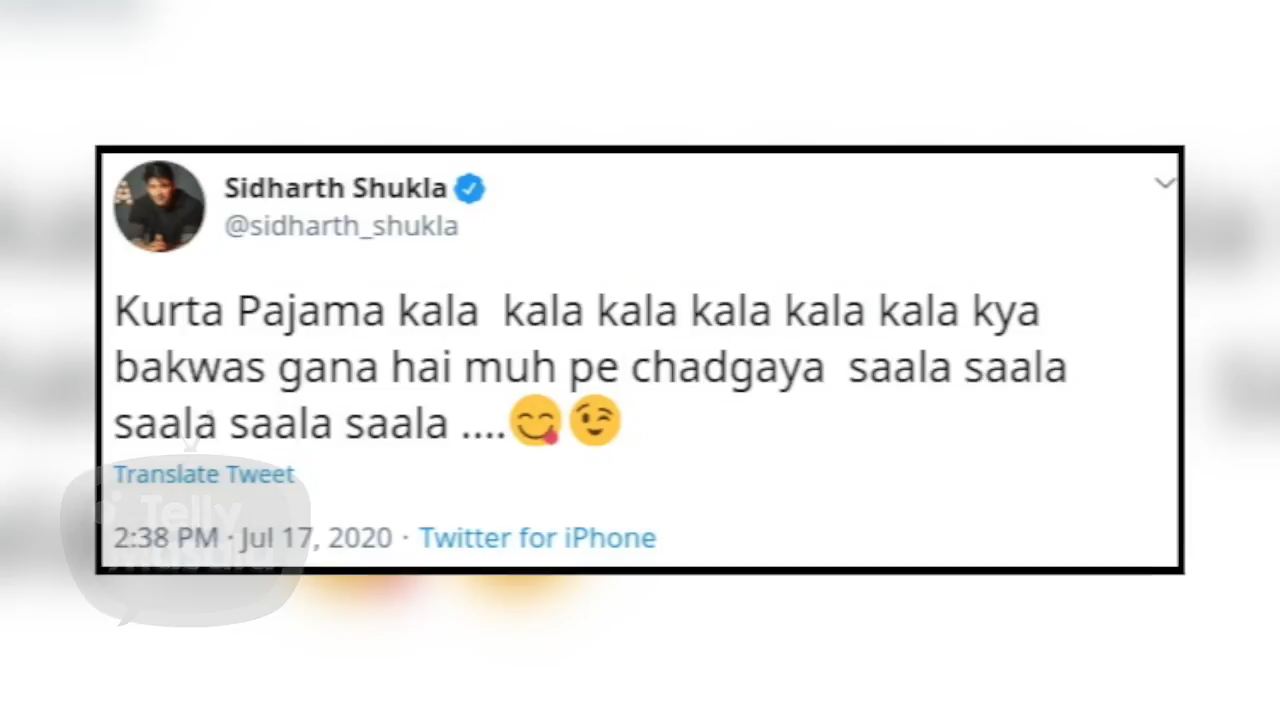 Sidharth Shukla
@sidharth_shukla
Kurta Pajama kala kala kala kala kala kala kya
bakwas gana hai muh pe chadgaya saala saala
saala saala saala ....😋😉
Translate Tweet
Telly
2:38 PM · Jul 17, 2020 · Twitter for iPhone
Masala